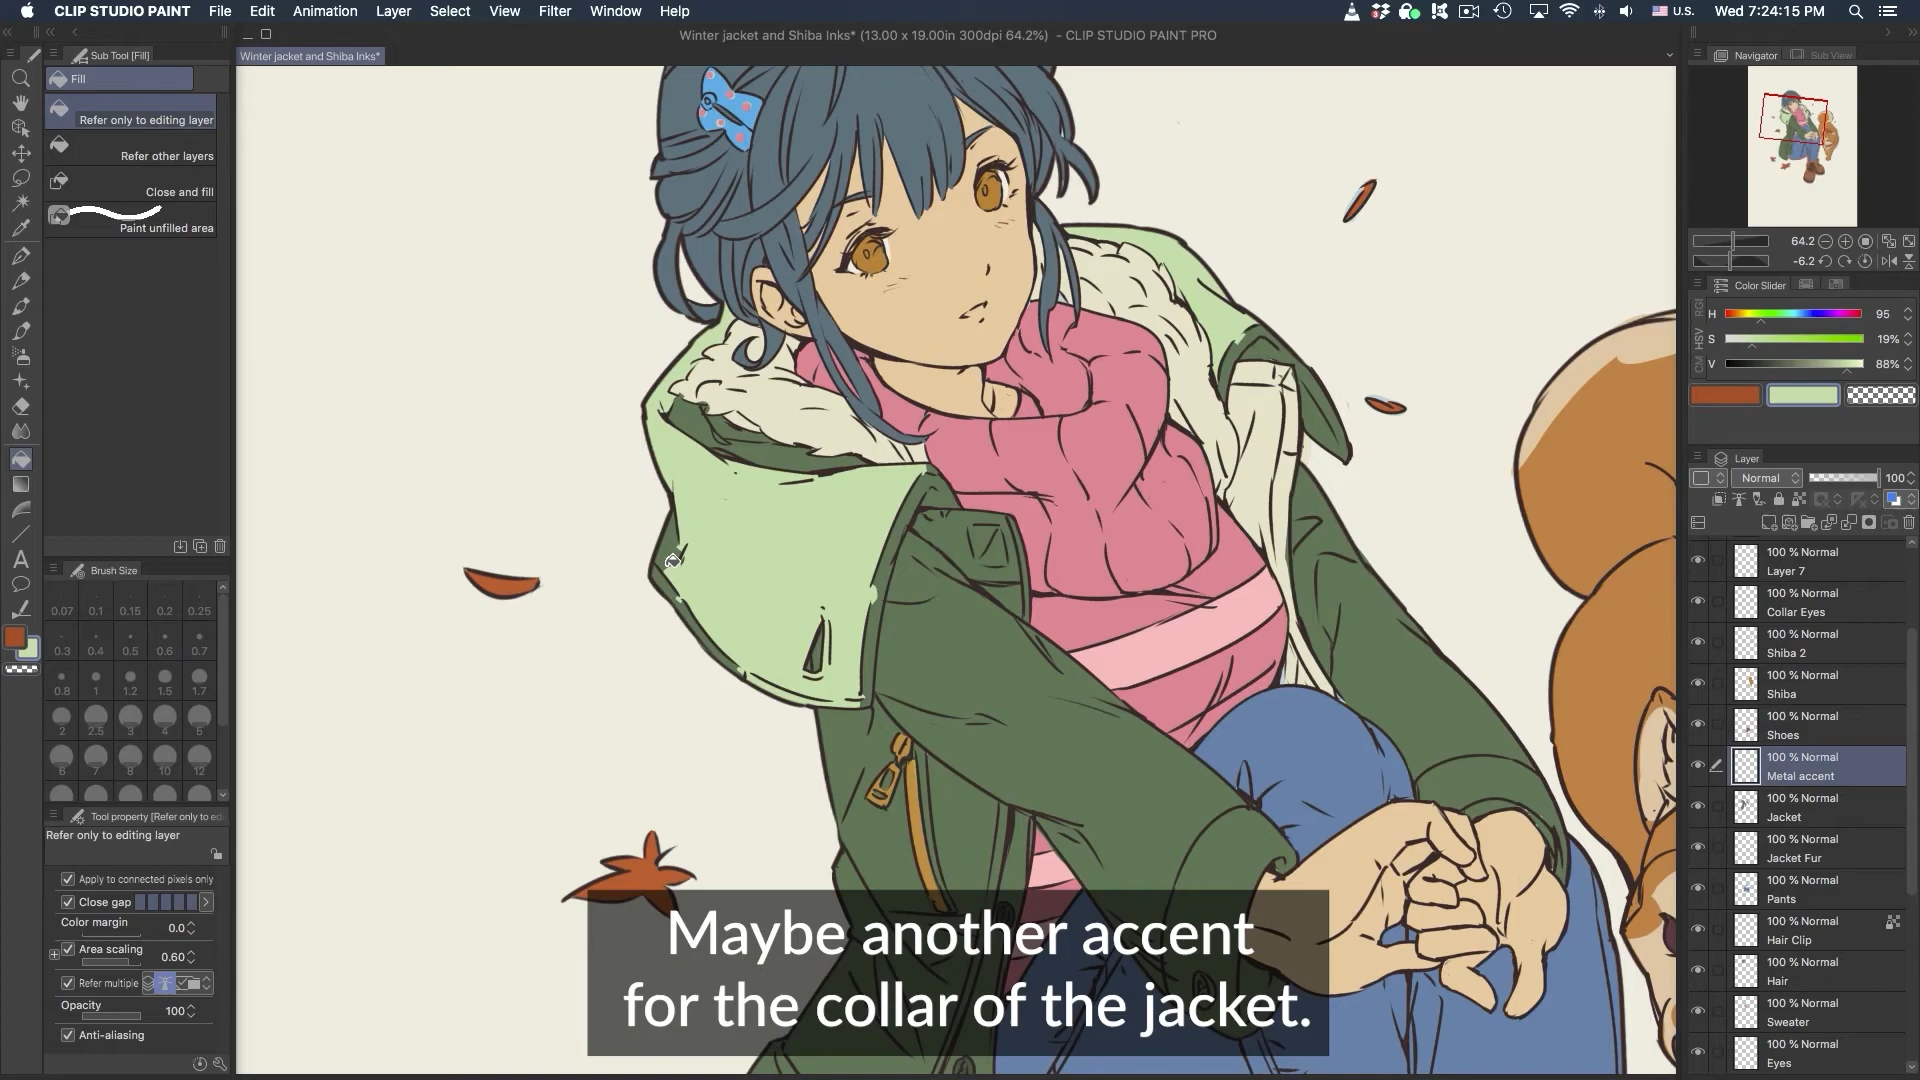 CLIP STUDIO PAINT File Edit Animation Layer Select View Filter Window Help U.S. Wed 7:24:15 PM
Winter jacket and Shiba Inks* (13.00 x 19.00in 300dpi 64.2%) - CLIP STUDIO PAINT PRO
Sub Tool [Fill]
Winter jacket and Shiba Inks*
Fill
Refer only to editing layer
Refer other layers
Close and fill
Paint unfilled area
Brush Size
0.07 0.1 0.15 0.2 0.25
0.3 0.4 0.5 0.6 0.7
0.8 1 1.2 1.5 1.7
2 2.5 3 4 5
6 7 8 10 12
Tool property [Refer only to ed
Refer only to editing layer
Apply to connected pixels only
Close gap
Color margin 0.0
Area scaling 0.60
Refer multiple
Opacity 100
Anti-aliasing
Maybe another accent
for the collar of the jacket.
Navigator Sub View
64.2
-6.2
Color Slider
H 95
S 19%
V 88%
HSV
Layer
Normal 100
100 % Normal
Layer 7
100 % Normal
Collar Eyes
100 % Normal
Shiba 2
100 % Normal
Shiba
100 % Normal
Shoes
100 % Normal
Metal accent
100 % Normal
Jacket
100 % Normal
Jacket Fur
100 % Normal
Pants
100 % Normal
Hair Clip
100 % Normal
Hair
100 % Normal
Sweater
100 % Normal
Eyes